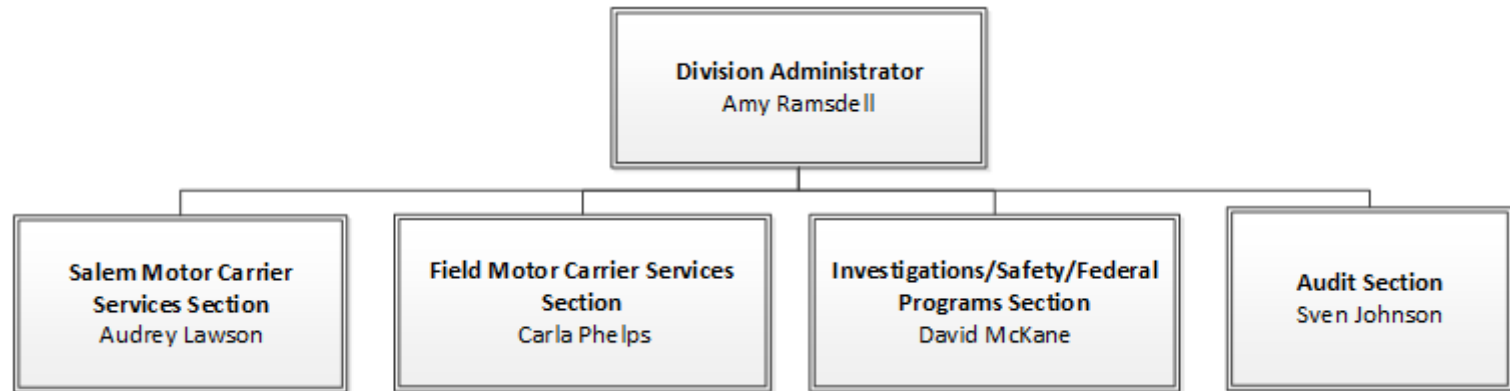 Division Administrator
Amy Ramsdell
Salem Motor Carrier
Services Section
Audrey Lawson
Field Motor Carrier Services
Section
Carla Phelps
Investigations/Safety/Federal
Programs Section
David McKane
Audit Section
Sven Johnson